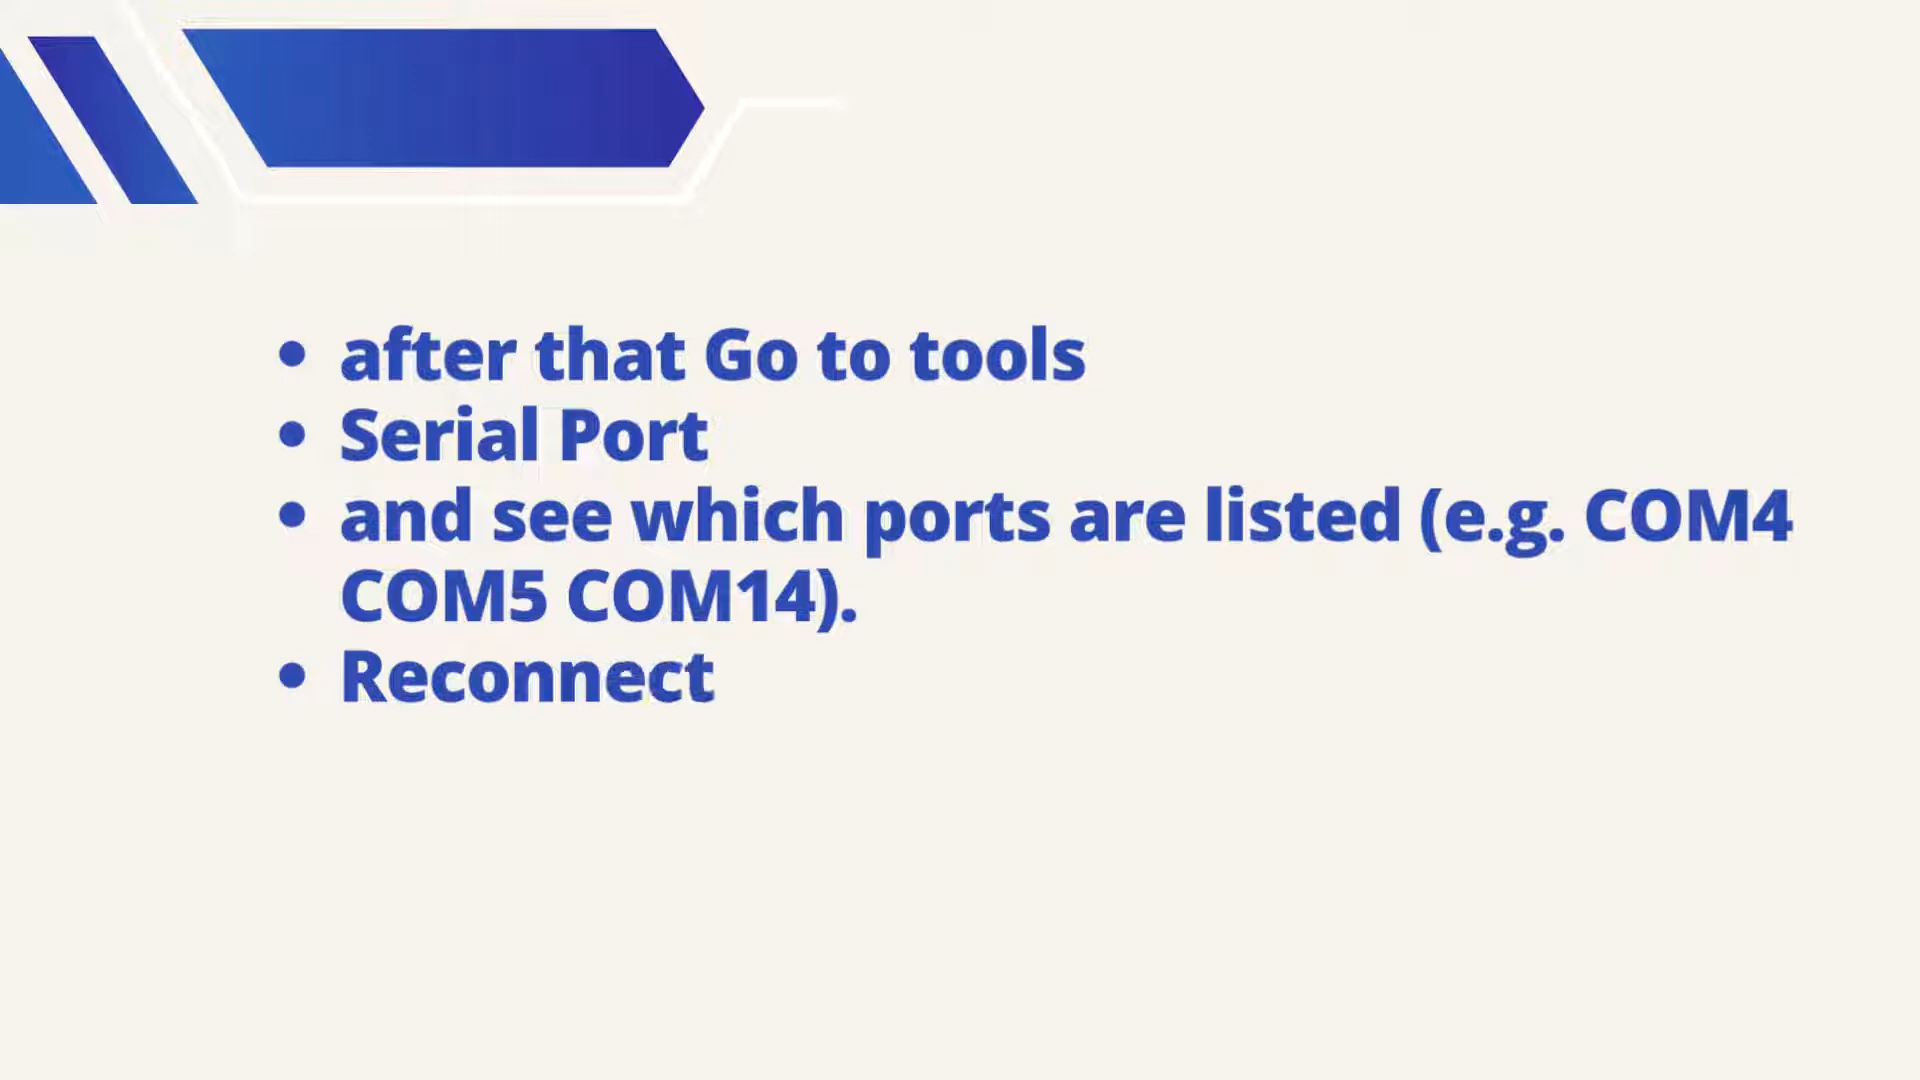 • after that Go to tools
• Serial Port
• and see which ports are listed (e.g. COM4
COM5 COM14).
• Reconnect